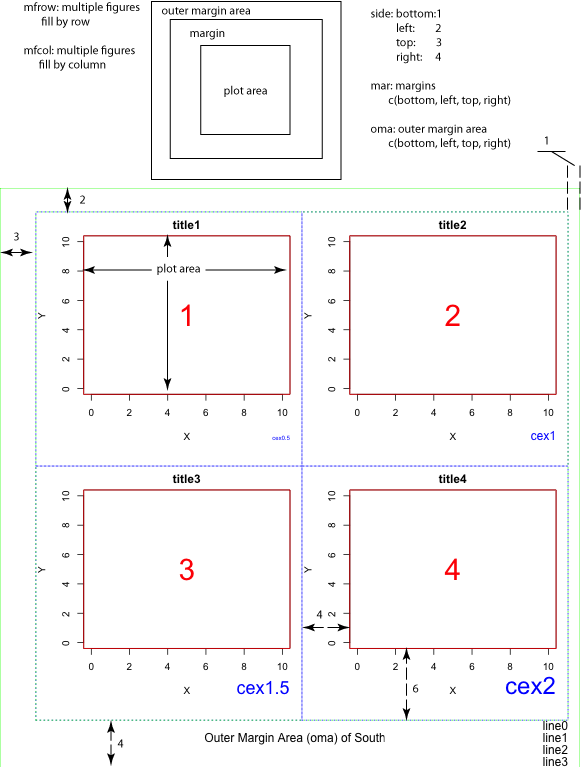 mfrow: multiple figures
fill by row
mfcol: multiple figures
fill by column
outer margin area
margin
plot area
side: bottom:1
left: 2
top: 3
right: 4
mar: margins
c(bottom, left, top, right)
oma: outer margin area
c(bottom, left, top, right)
1
2
3
title1
10
8
6
4
2
0
Y
plot area
1
0 2 4 6 8 10
X
cex0.5
title2
10
8
6
4
2
0
Y
2
0 2 4 6 8 10
X
cex1
title3
10
8
6
4
2
0
Y
3
0 2 4 6 8 10
X
cex1.5
title4
10
8
6
4
2
0
Y
4
4
0 2 4 6 8 10
6
X
cex2
4
Outer Margin Area (oma) of South
line0
line1
line2
line3